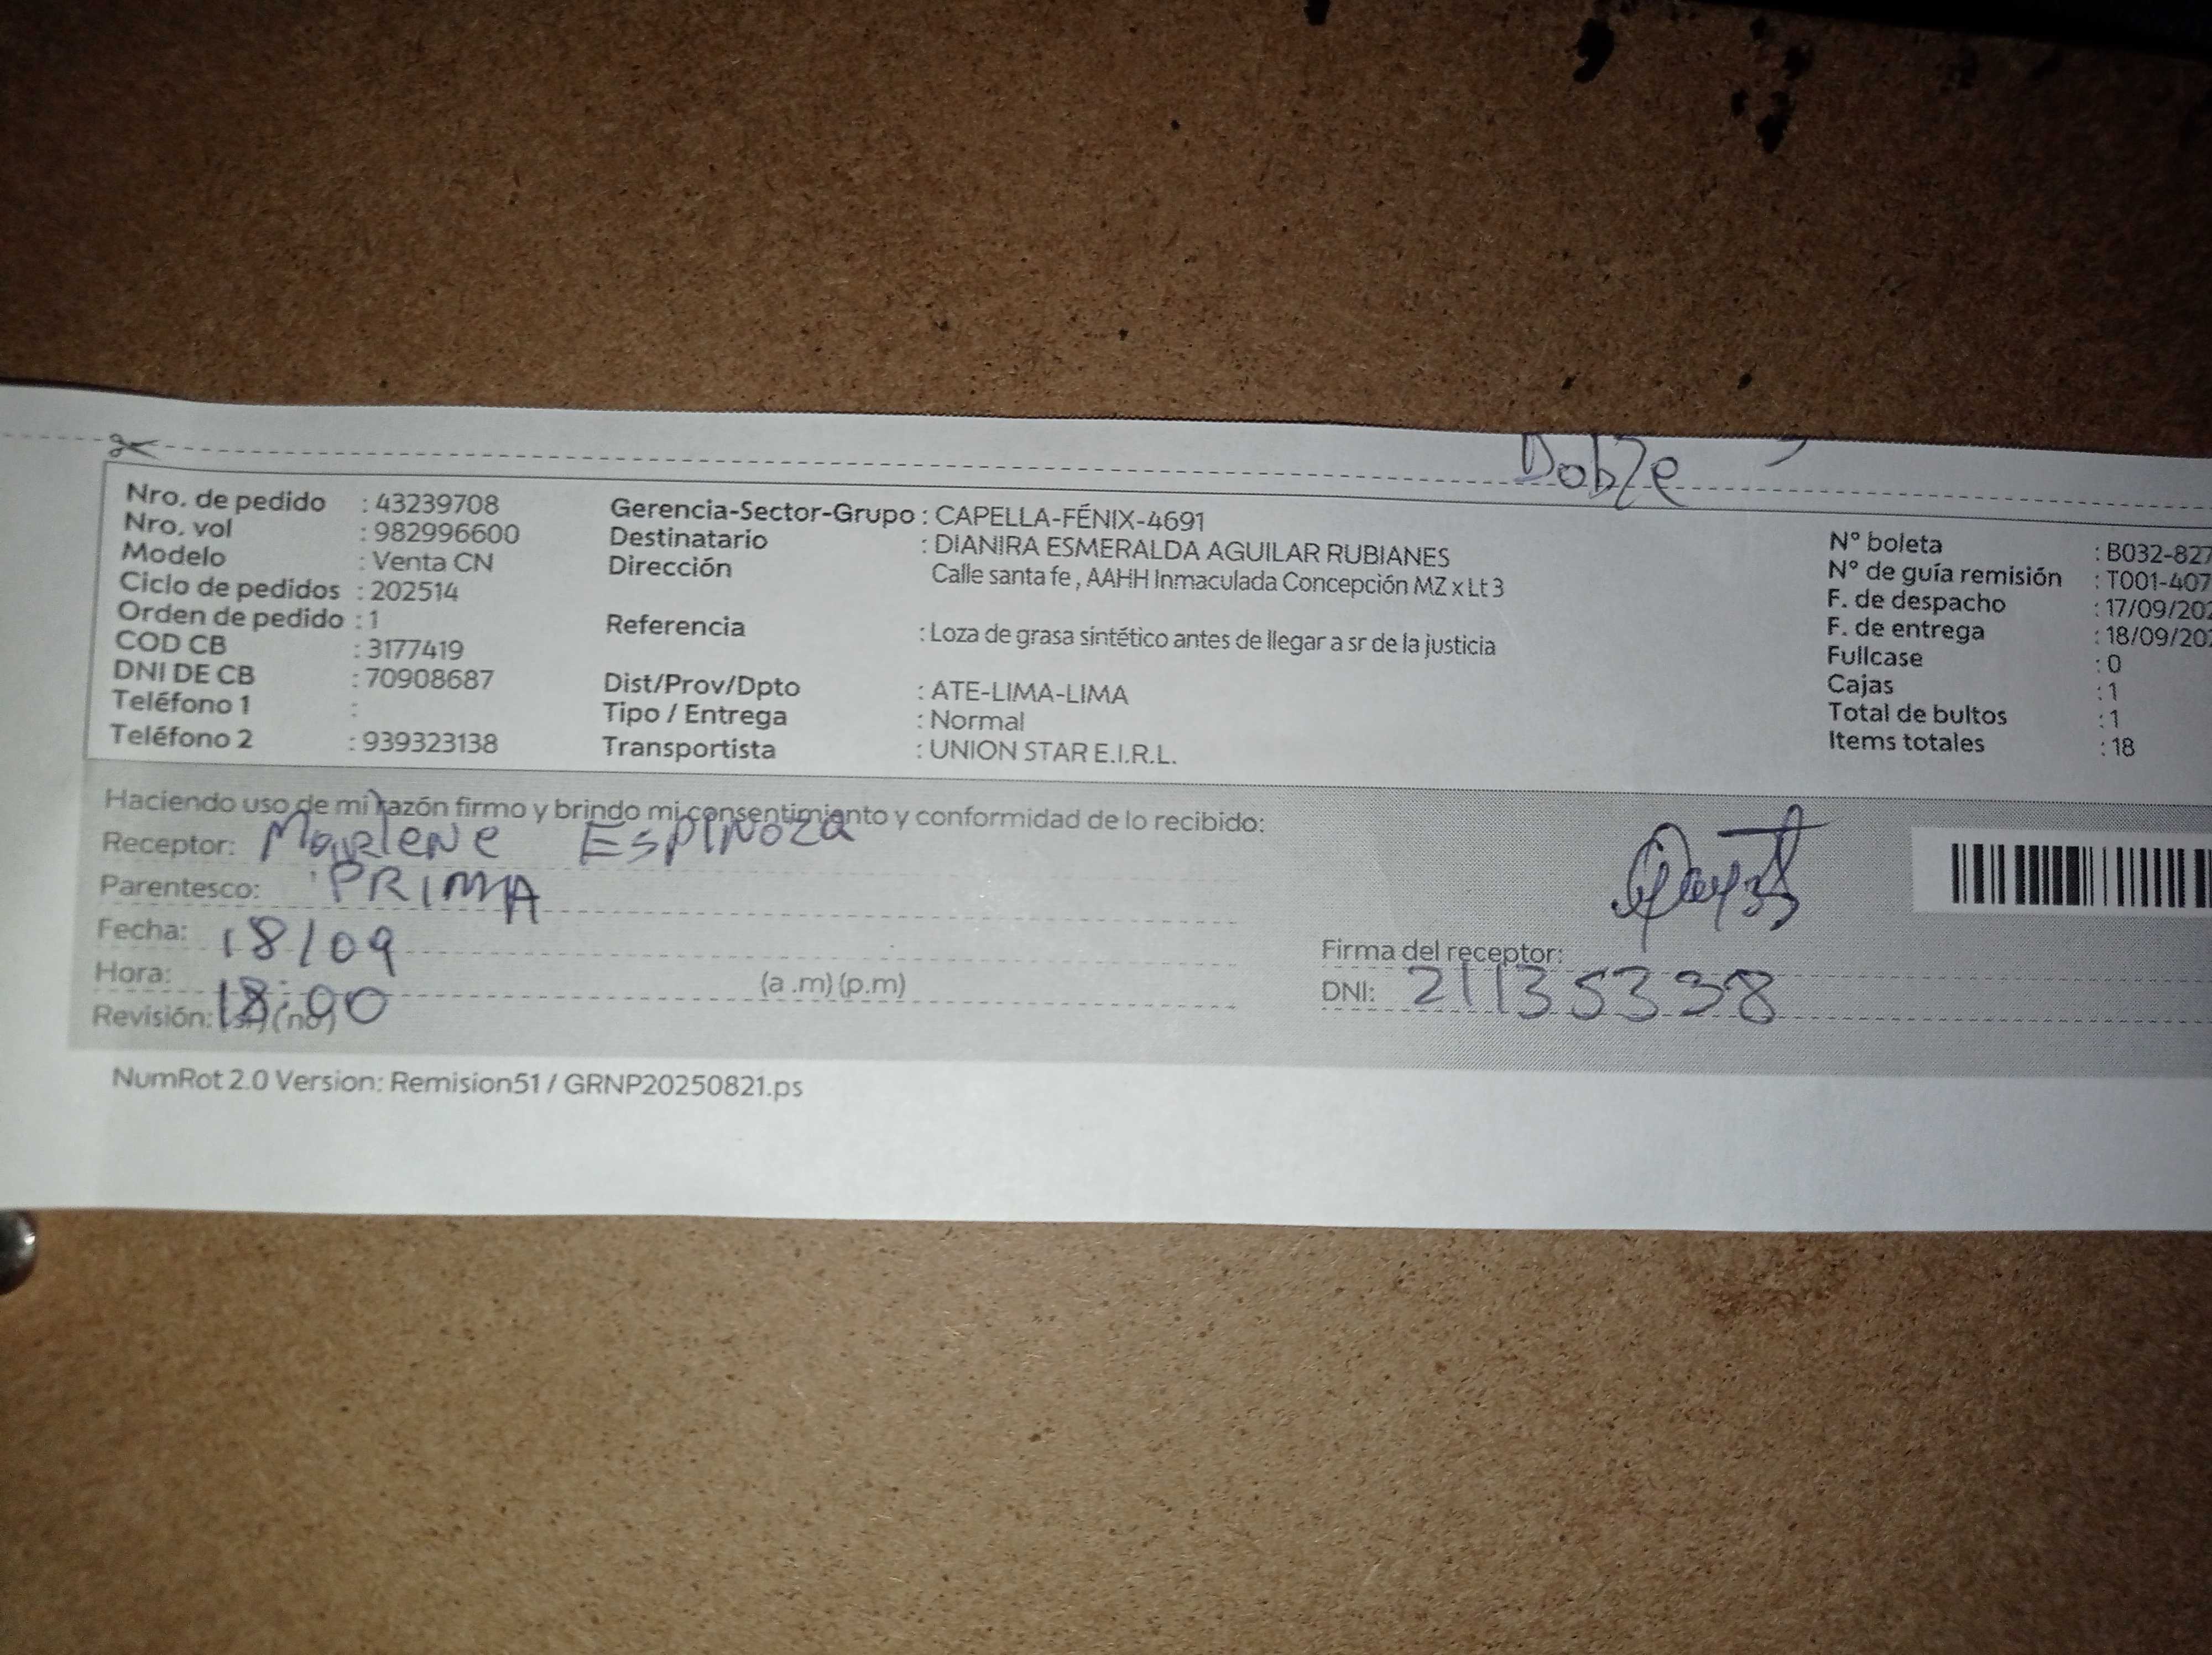 Doble
Nro. de pedido : 43239708
Nro. vol : 982996600
Modelo : Venta CN
Ciclo de pedidos : 202514
Orden de pedido : 1
COD CB : 3177419
DNI DE CB : 70908687
Teléfono 1 :
Teléfono 2 : 939323138
Gerencia-Sector-Grupo : CAPELLA-FÉNIX-4691
Destinatario : DIANIRA ESMERALDA AGUILAR RUBIANES
Dirección Calle santa fe , AAHH Inmaculada Concepción MZ x Lt 3
Referencia : Loza de grasa sintético antes de llegar a sr de la justicia
Dist/Prov/Dpto : ATE-LIMA-LIMA
Tipo / Entrega : Normal
Transportista : UNION STAR E.I.R.L.
N° boleta : B032-827
N° de guía remisión : T001-407
F. de despacho : 17/09/202
F. de entrega : 18/09/202
Fullcase : 0
Cajas : 1
Total de bultos : 1
Items totales : 18
Haciendo uso de mi razón firmo y brindo mi consentimiento y conformidad de lo recibido:
Receptor: Marlene Espinoza
Parentesco: PRIMA
Fecha: 18/09
Hora: 18:00 (a .m) (p.m)
Revisión: (si) (no)
Firma del receptor:
DNI: 21135338
NumRot 2.0 Version: Remision51 / GRNP20250821.ps